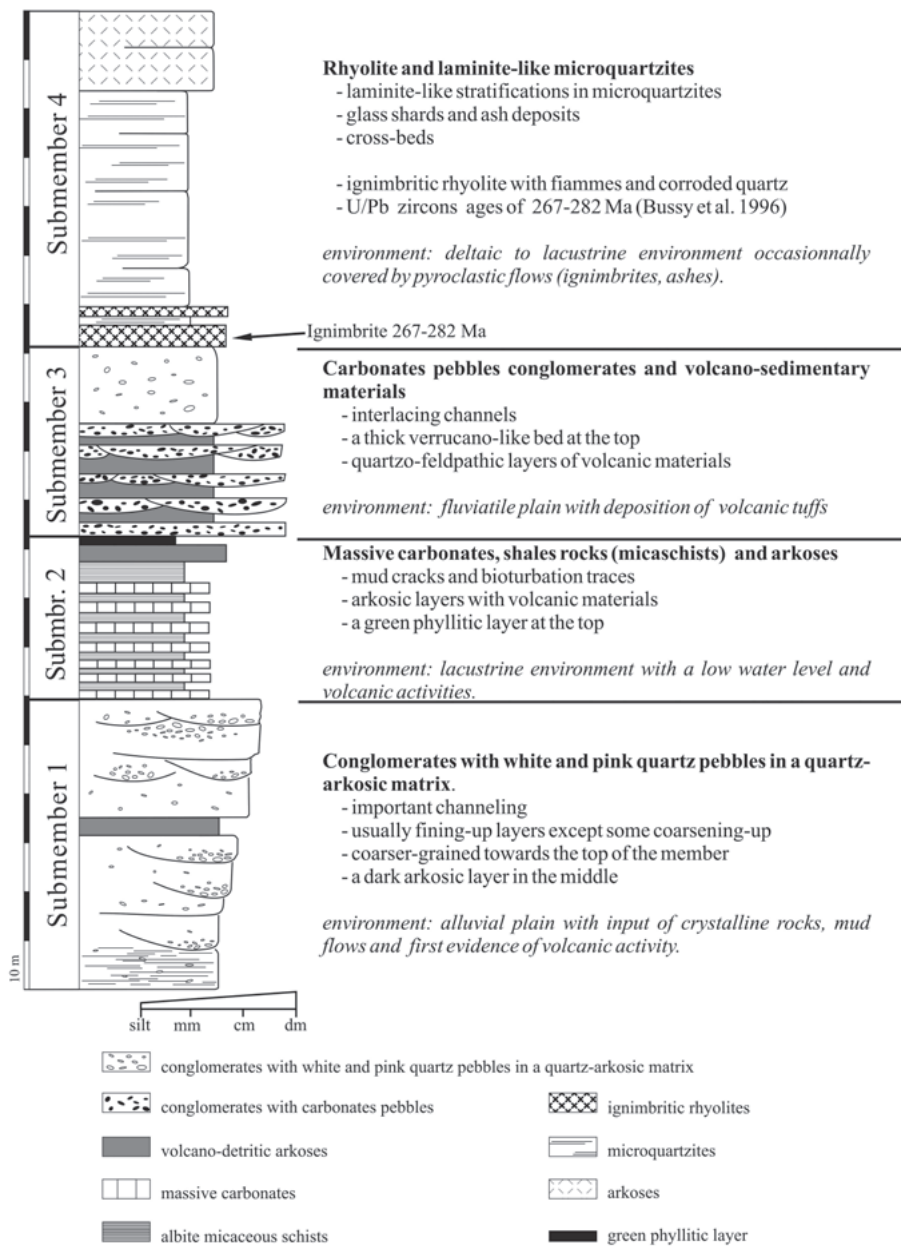 Submember 4
Rhyolite and laminite-like microquartzites
- laminite-like stratifications in microquartzites
- glass shards and ash deposits
- cross-beds
- ignimbritic rhyolite with fiammes and corroded quartz
- U/Pb zircons ages of 267-282 Ma (Bussy et al. 1996)
environment: deltaic to lacustrine environment occasionnally
covered by pyroclastic flows (ignimbrites, ashes).
Ignimbrite 267-282 Ma
Submember 3
Carbonates pebbles conglomerates and volcano-sedimentary
materials
- interlacing channels
- a thick verrucano-like bed at the top
- quartzo-feldpathic layers of volcanic materials
environment: fluviatile plain with deposition of volcanic tuffs
Submbr. 2
Massive carbonates, shales rocks (micaschists) and arkoses
- mud cracks and bioturbation traces
- arkosic layers with volcanic materials
- a green phyllitic layer at the top
environment: lacustrine environment with a low water level and
volcanic activities.
Submember 1
Conglomerates with white and pink quartz pebbles in a quartz-
arkosic matrix.
- important channeling
- usually fining-up layers except some coarsening-up
- coarser-grained towards the top of the member
- a dark arkosic layer in the middle
environment: alluvial plain with input of crystalline rocks, mud
flows and first evidence of volcanic activity.
10 m
silt mm cm dm
conglomerates with white and pink quartz pebbles in a quartz-arkosic matrix
conglomerates with carbonates pebbles
ignimbritic rhyolites
volcano-detritic arkoses
microquartzites
massive carbonates
arkoses
albite micaceous schists
green phyllitic layer